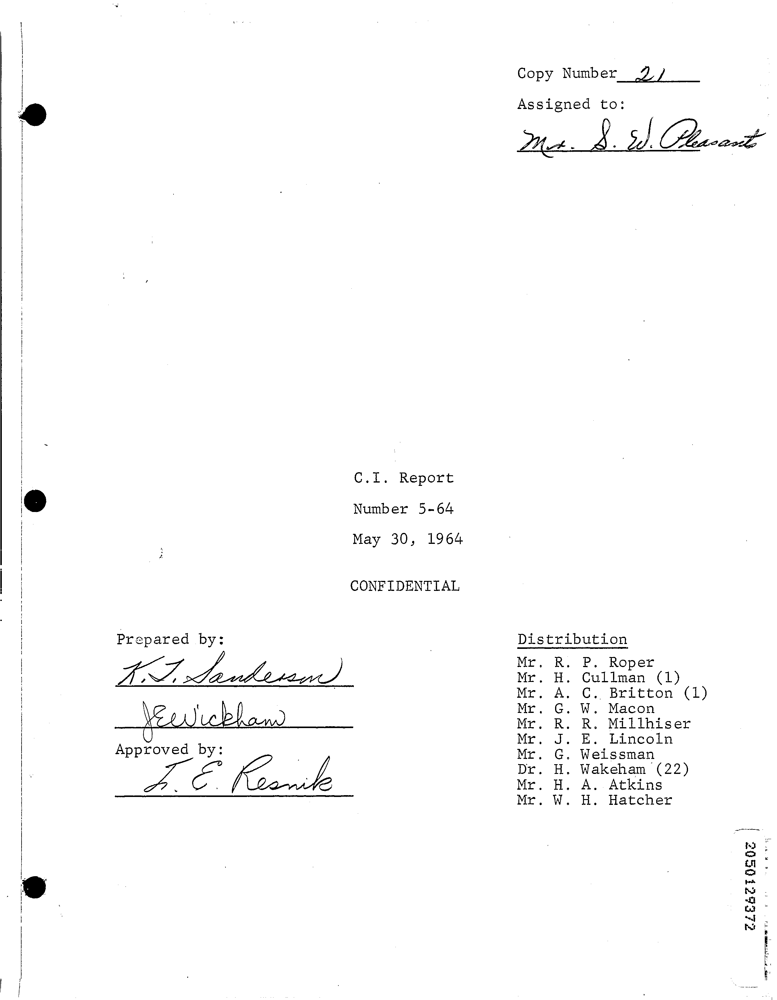 Copy Number 21
Assigned to:
Mr. S. W. Pleasants
C.I. Report
Number 5-64
May 30, 1964
CONFIDENTIAL
Prepared by:
K.T. Sanderson
JEWickham
Approved by:
F. E. Resnik
Distribution
Mr. R. P. Roper
Mr. H. Cullman (1)
Mr. A. C. Britton (1)
Mr. G. W. Macon
Mr. R. R. Millhiser
Mr. J. E. Lincoln
Mr. G. Weissman
Dr. H. Wakeham (22)
Mr. H. A. Atkins
Mr. W. H. Hatcher
2050129372